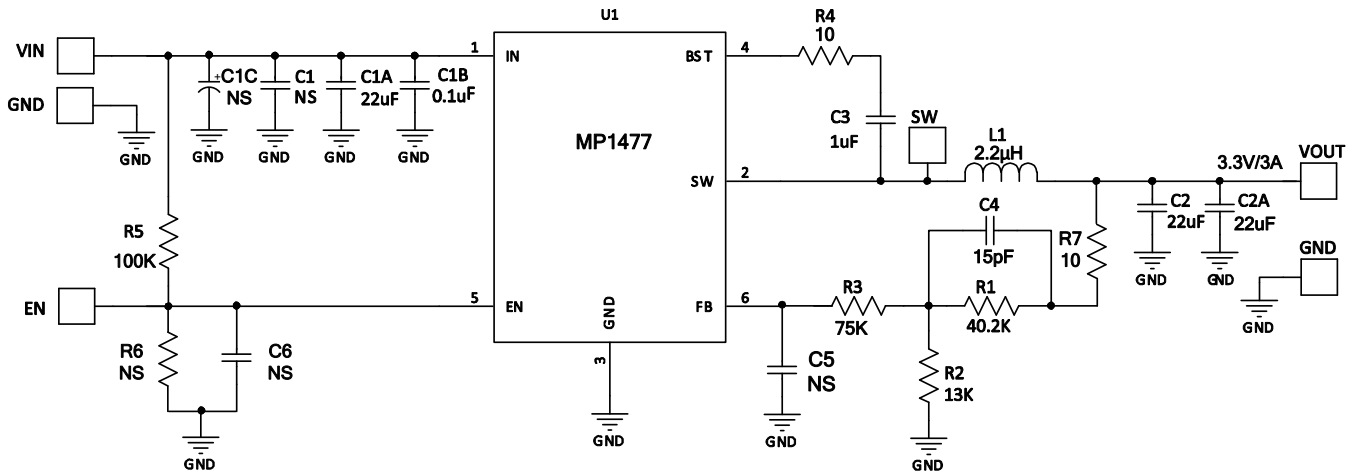 U1
R4
10
VIN
1
IN
BST
4
C1C
NS
C1
NS
C1A
22uF
C1B
0.1uF
GND
GND
GND
GND
GND
GND
MP1477
C3
1uF
SW
L1
2.2µH
SW
2
3.3V/3A
VOUT
C4
15pF
R7
10
C2
22uF
C2A
22uF
GND
GND
GND
GND
R5
100K
EN
5
EN
GND
3
FB
6
R3
75K
R1
40.2K
R6
NS
C6
NS
C5
NS
R2
13K
GND
GND
GND
GND